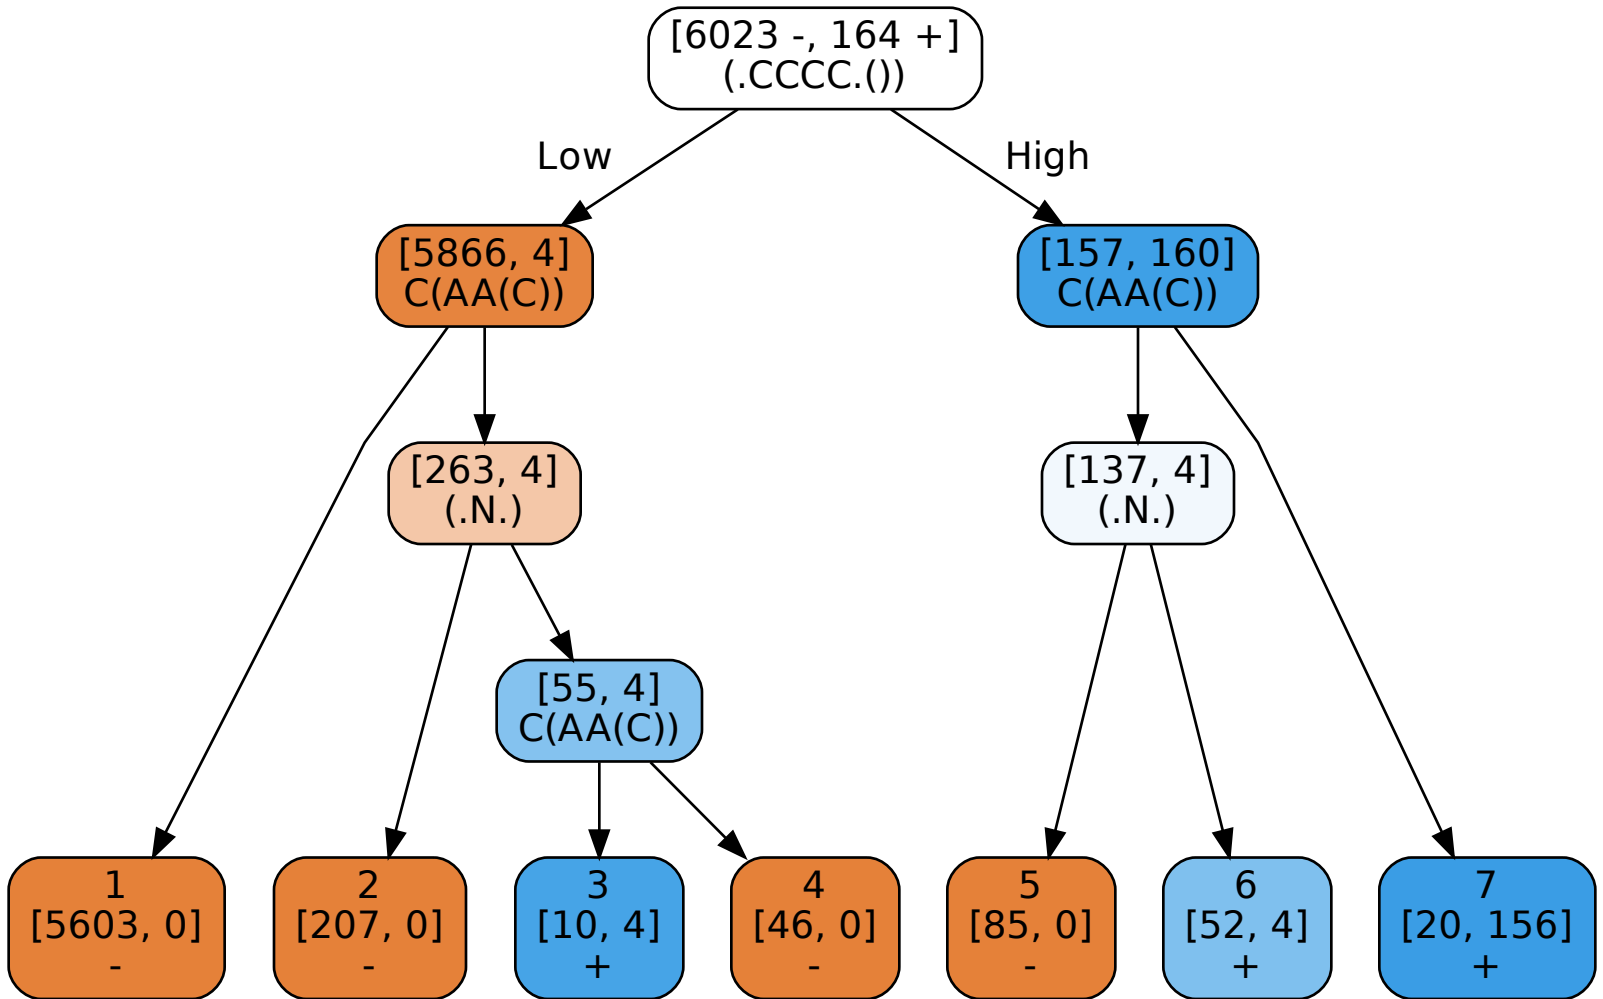 [6023 -, 164 +]
(.CCCC.())
Low
High
[5866, 4]
C(AA(C))
[157, 160]
C(AA(C))
[263, 4]
(.N.)
[137, 4]
(.N.)
[55, 4]
C(AA(C))
1
[5603, 0]
-
2
[207, 0]
-
3
[10, 4]
+
4
[46, 0]
-
5
[85, 0]
-
6
[52, 4]
+
7
[20, 156]
+